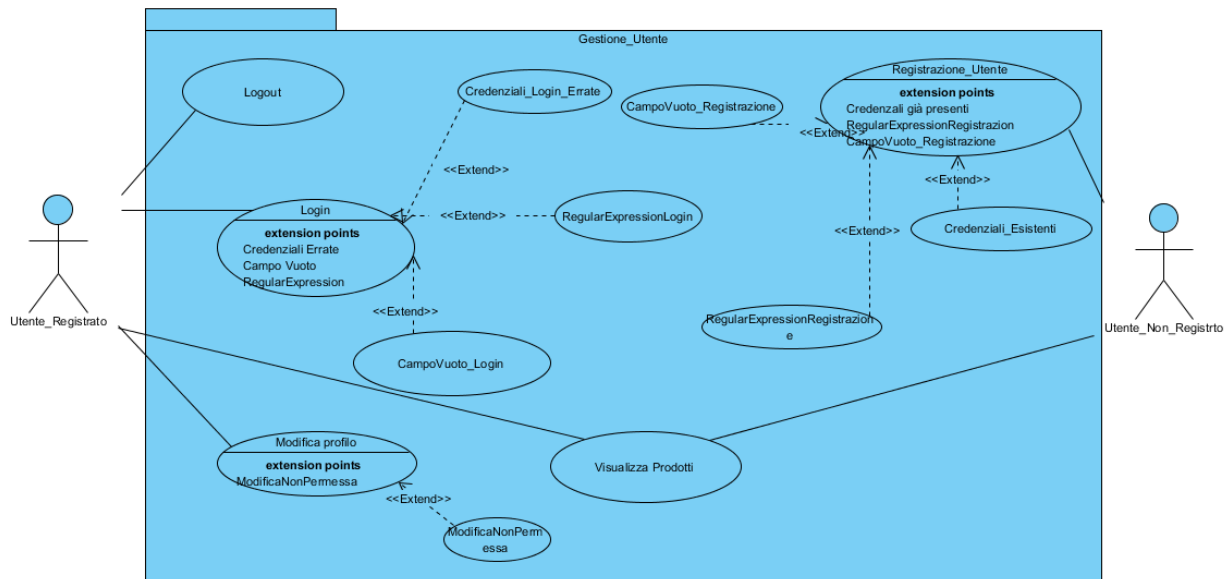 Gestione_Utente
Logout
Credenziali_Login_Errate
CampoVuoto_Registrazione
Registrazione_Utente
extension points
Credenzali già presenti
RegularExpressionRegistrazion
CampoVuoto_Registrazione
<<Extend>>
<<Extend>>
<<Extend>>
Login
extension points
Credenziali Errate
Campo Vuoto
RegularExpression
<<Extend>>
RegularExpressionLogin
<<Extend>>
Credenziali_Esistenti
Utente_Registrato
<<Extend>>
RegularExpressionRegistrazion
e
Utente_Non_Registrto
CampoVuoto_Login
Modifica profilo
extension points
ModificaNonPermessa
Visualizza Prodotti
<<Extend>>
ModificaNonPerm
essa